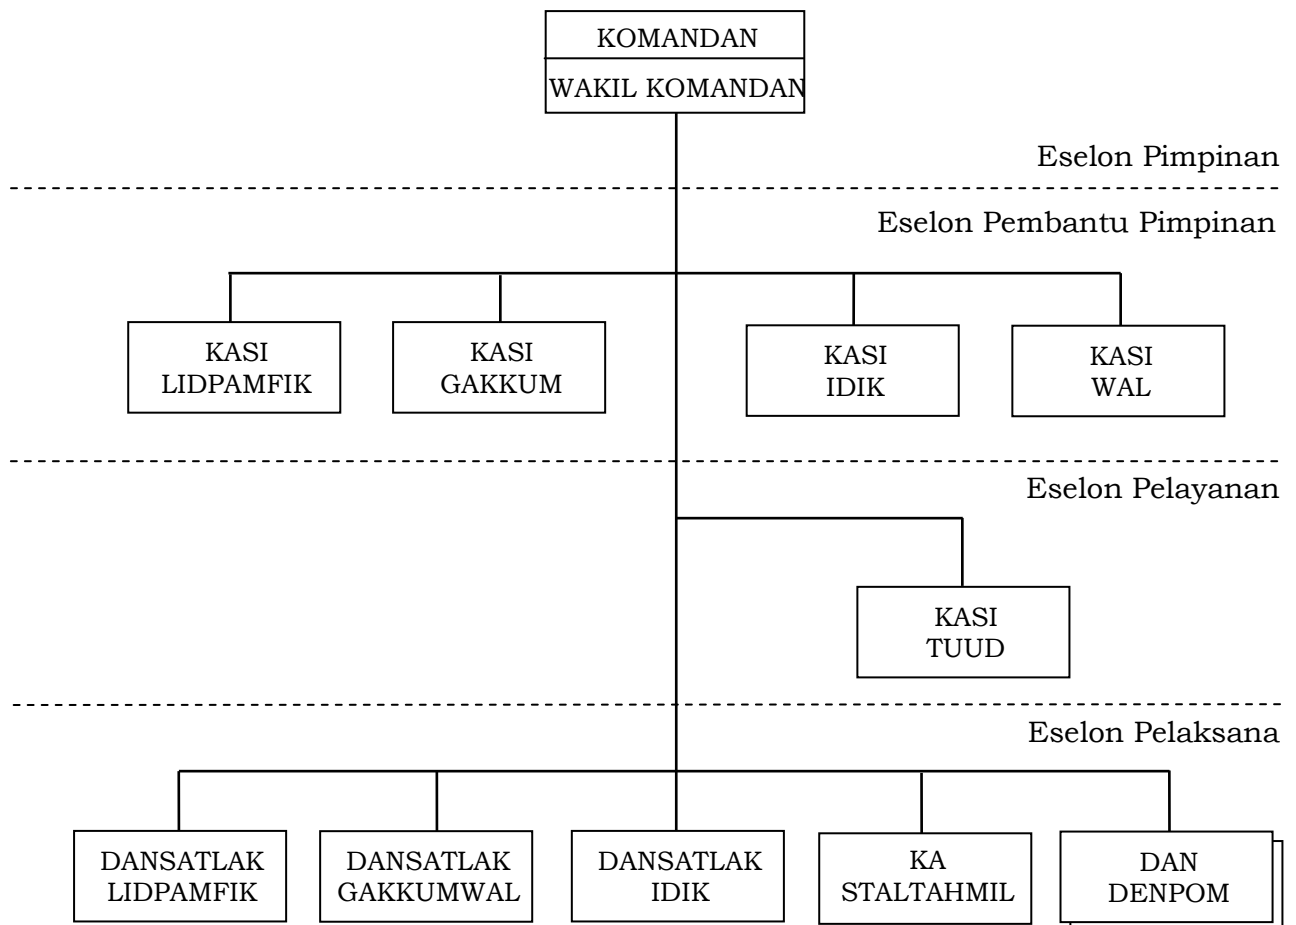 KOMANDAN
WAKIL KOMANDAN
Eselon Pimpinan
Eselon Pembantu Pimpinan
KASI
LIDPAMFIK
KASI
GAKKUM
KASI
IDIK
KASI
WAL
Eselon Pelayanan
KASI
TUUD
Eselon Pelaksana
DANSATLAK
LIDPAMFIK
DANSATLAK
GAKKUMWAL
DANSATLAK
IDIK
KA
STALTAHMIL
DAN
DENPOM